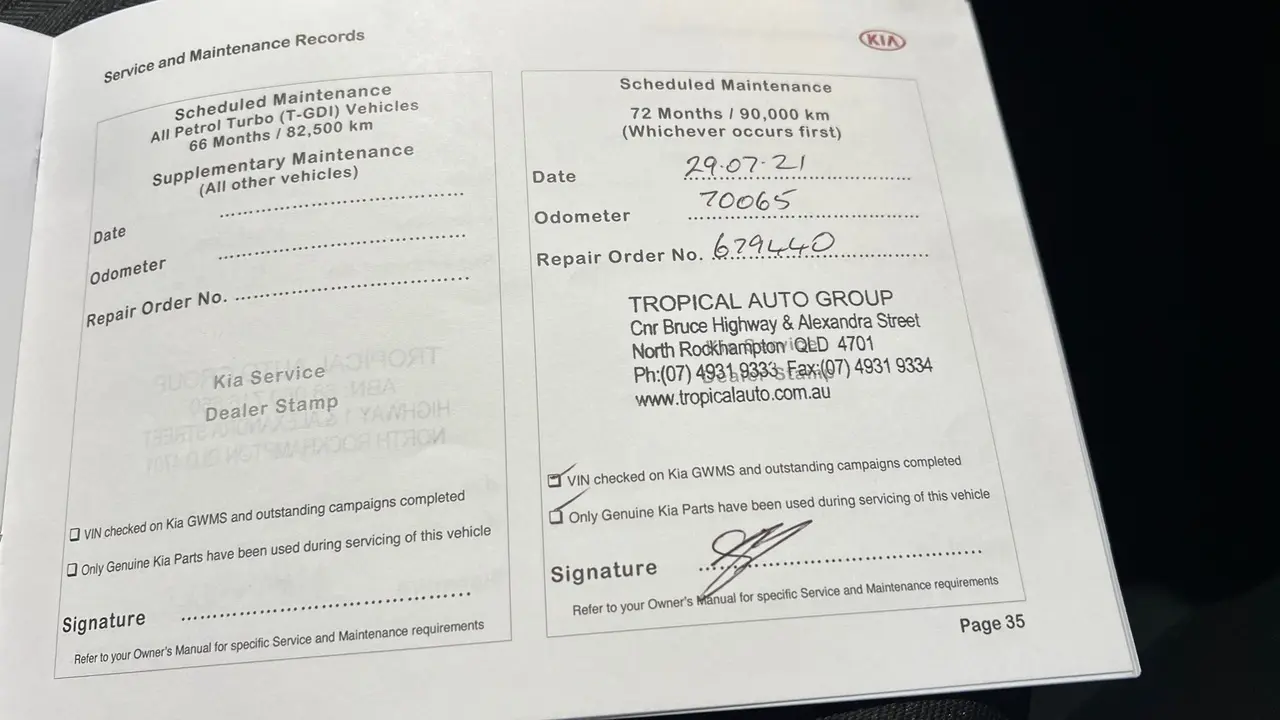 Service and Maintenance Records
KIA
Scheduled Maintenance
All Petrol Turbo (T-GDI) Vehicles
66 Months / 82,500 km
Supplementary Maintenance
(All other vehicles)
Date
Odometer
Repair Order No.
Kia Service
Dealer Stamp
VIN checked on Kia GWMS and outstanding campaigns completed
Only Genuine Kia Parts have been used during servicing of this vehicle
Signature
Refer to your Owner's Manual for specific Service and Maintenance requirements
Scheduled Maintenance
72 Months / 90,000 km
(Whichever occurs first)
Date 29.07.21
Odometer 70065
Repair Order No. 679440
TROPICAL AUTO GROUP
Cnr Bruce Highway & Alexandra Street
North Rockhampton QLD 4701
Ph:(07) 4931 9333 Fax:(07) 4931 9334
www.tropicalauto.com.au
VIN checked on Kia GWMS and outstanding campaigns completed
Only Genuine Kia Parts have been used during servicing of this vehicle
Signature
Refer to your Owner's Manual for specific Service and Maintenance requirements
Page 35